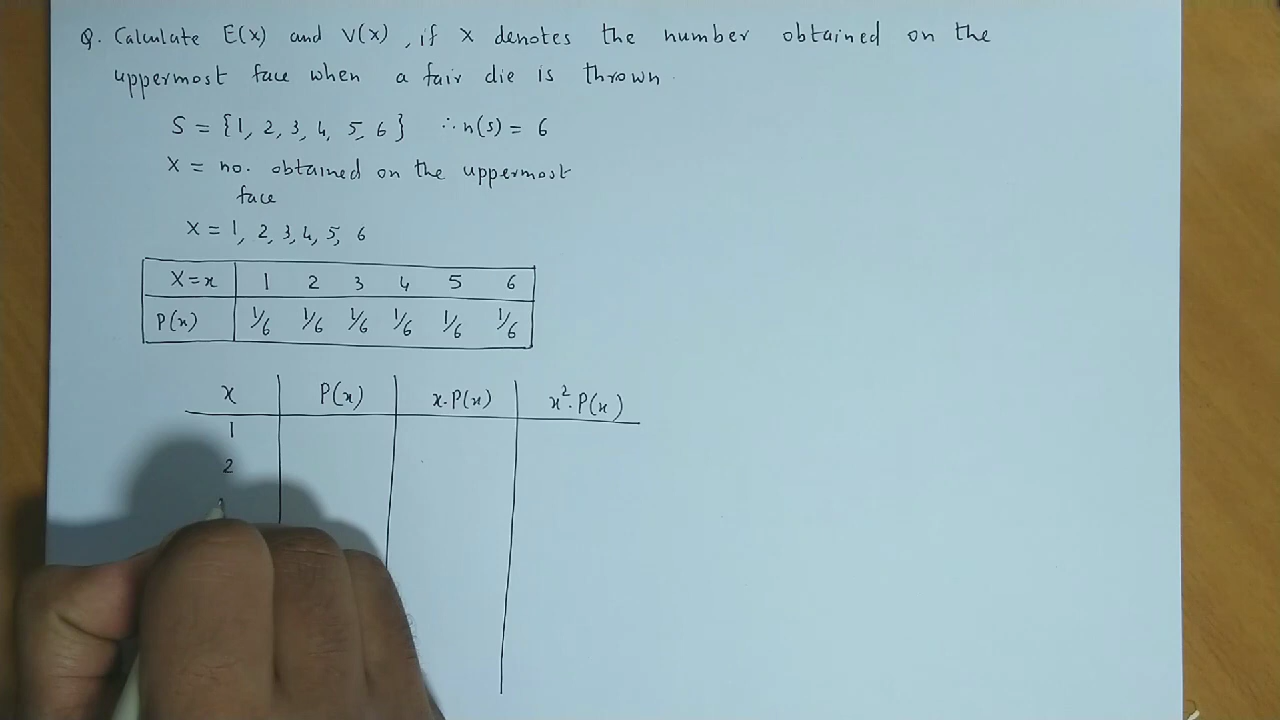 Q. Calculate E(x) and V(x), if X denotes the number obtained on the
uppermost face when a fair die is thrown.
S = {1, 2, 3, 4, 5, 6} ∴ n(s) = 6
X = no. obtained on the uppermost
face
X = 1, 2, 3, 4, 5, 6
X=x 1 2 3 4 5 6
P(x) 1/6 1/6 1/6 1/6 1/6 1/6
x P(x) x.P(x) x².P(x)
1
2